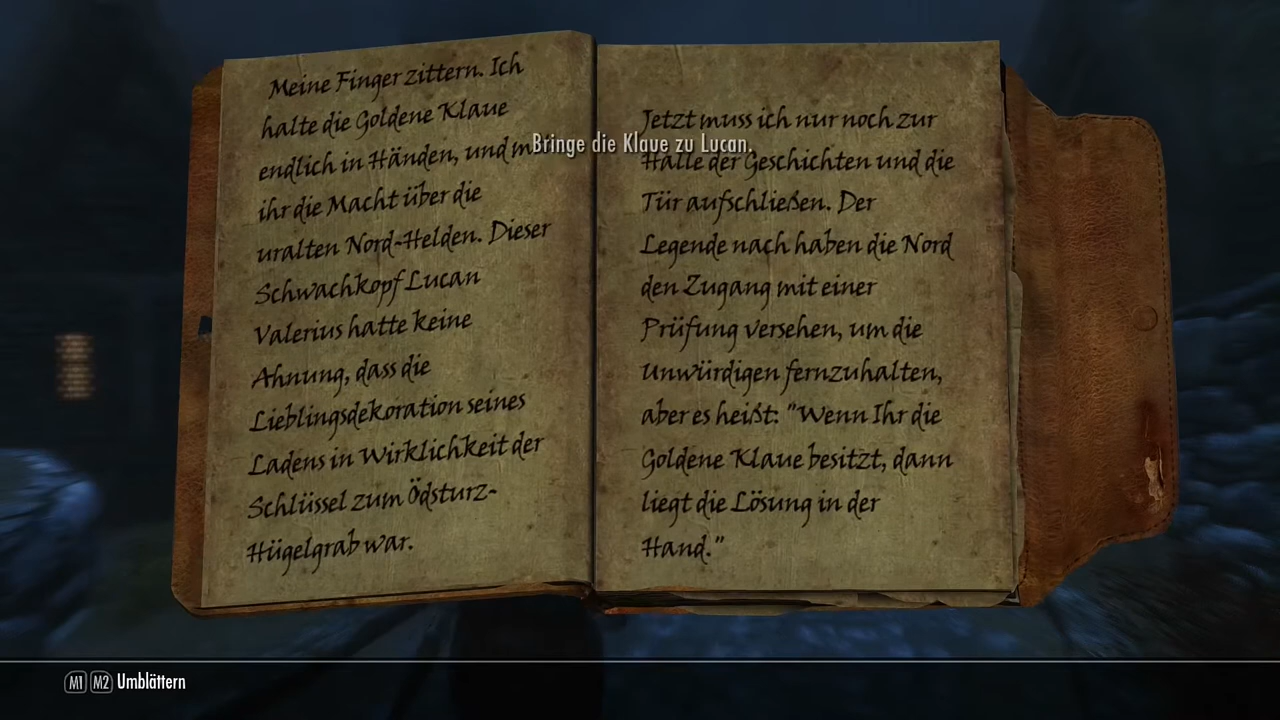 Meine Finger zittern. Ich
halte die Goldene Klaue
endlich in Händen, und
ihr die Macht über die
uralten Nord-Helden. Dieser
Schwachkopf Lucan
Valerius hatte keine
Ahnung, dass die
Lieblingsdekoration seines
Ladens in Wirklichkeit der
Schlüssel zum Ödsturz-
Hügelgrab war.
Bringe die Klaue zu Lucan.
Jetzt muss ich nur noch zur
Halle der Geschichten und die
Tür aufschließen. Der
Legende nach haben die Nord
den Zugang mit einer
Prüfung versehen, um die
Unwürdigen fernzuhalten,
aber es heißt: "Wenn Ihr die
Goldene Klaue besitzt, dann
liegt die Lösung in der
Hand."
M1 M2 Umblättern